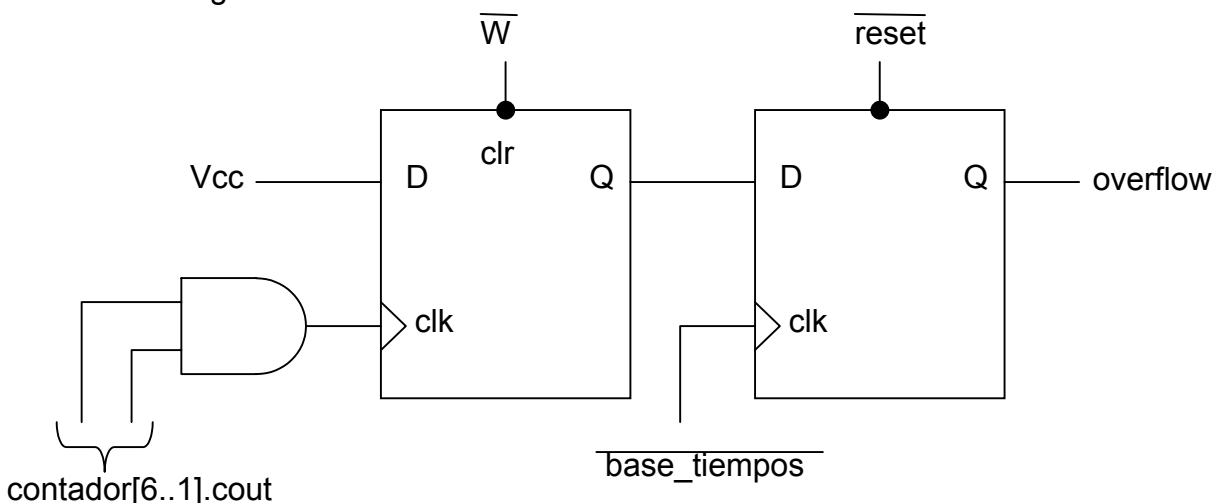 W
reset
clr
Vcc
D
Q
D
Q
overflow
clk
clk
base_tiempos
contador[6..1].cout